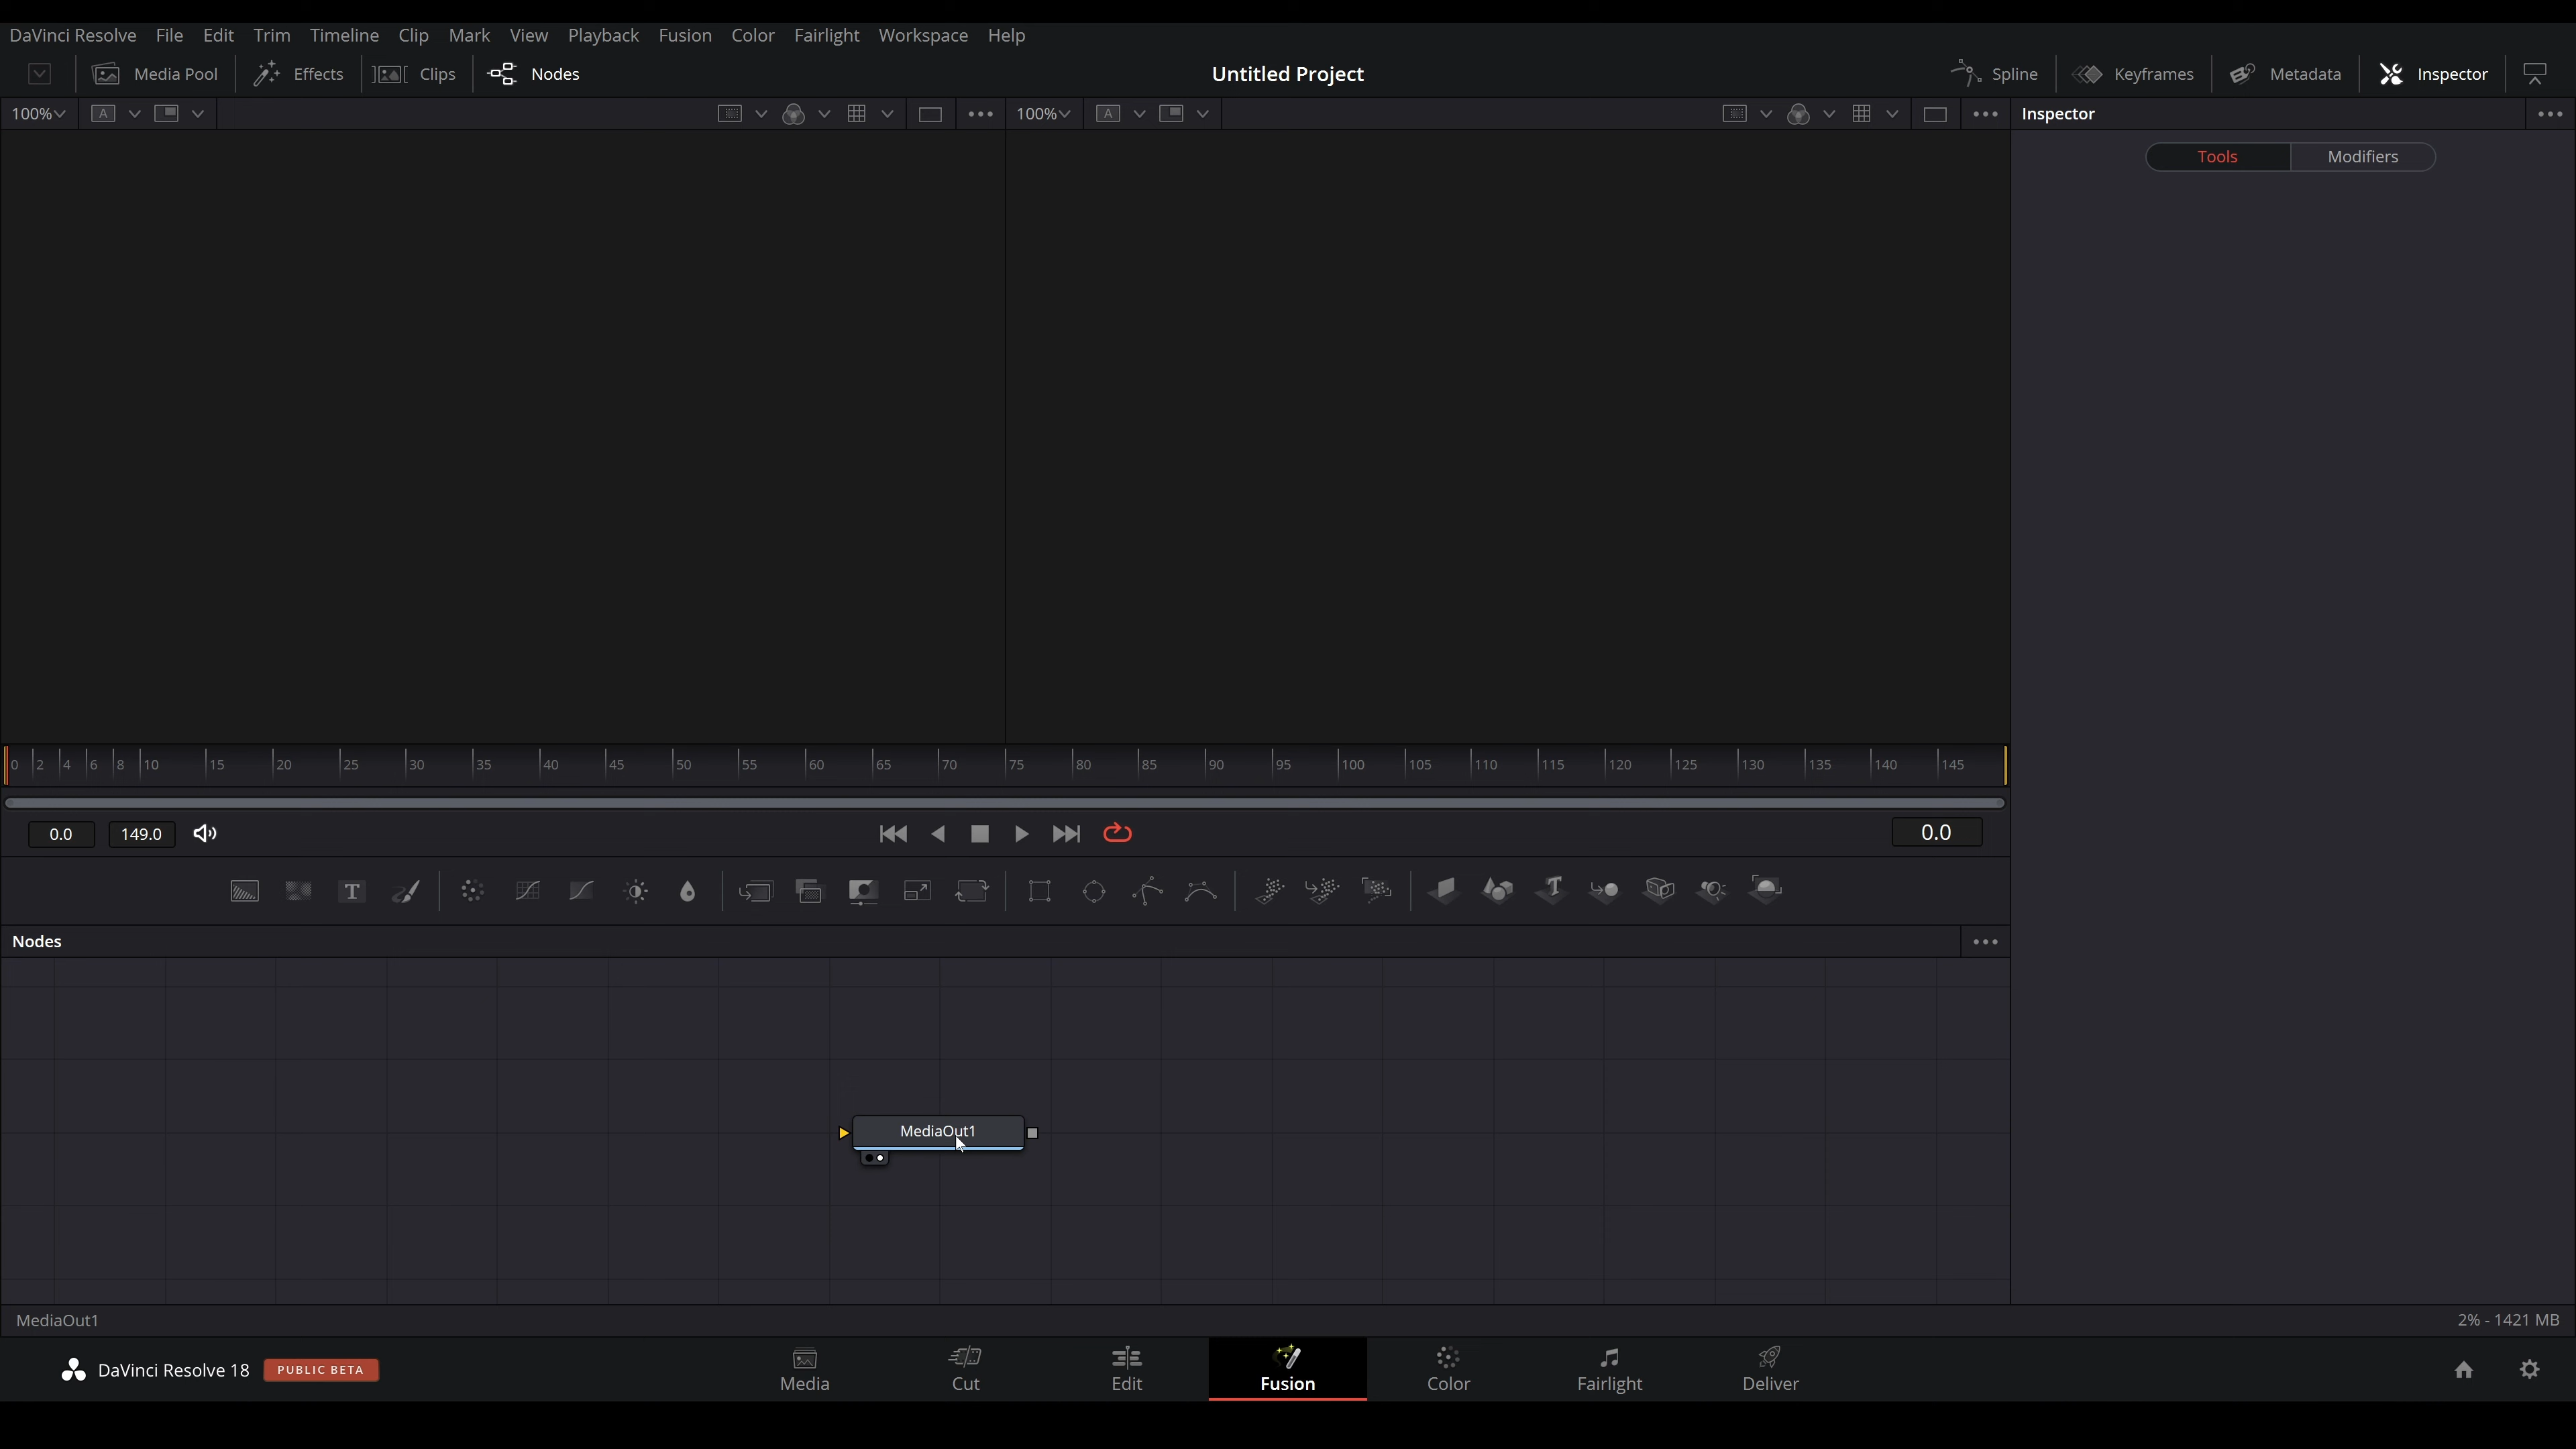 DaVinci Resolve File Edit Trim Timeline Clip Mark View Playback Fusion Color Fairlight Workspace Help
Media Pool Effects Clips Nodes Untitled Project Spline Keyframes Metadata Inspector
100% A 100% A Inspector
Tools Modifiers
0 2 4 6 8 10 15 20 25 30 35 40 45 50 55 60 65 70 75 80 85 90 95 100 105 110 115 120 125 130 135 140 145
0.0 149.0 0.0
T T
Nodes
MediaOut1
MediaOut1 2% - 1421 MB
DaVinci Resolve 18 PUBLIC BETA Media Cut Edit Fusion Color Fairlight Deliver